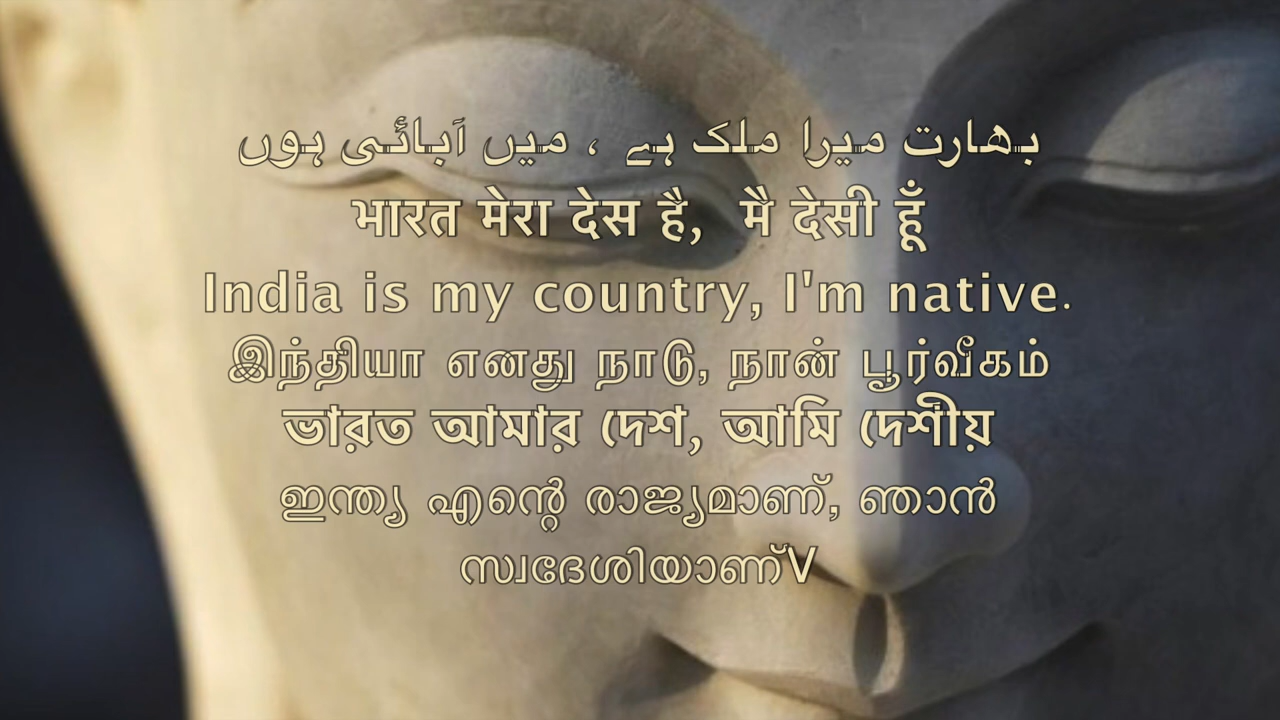 بھارت میرا ملک ہے ، میں آبائی ہوں
भारत मेरा देस है, मै देसी हूँ
India is my country, I'm native.
இந்தியா எனது நாடு, நான் பூர்வீகம்
ভারত আমার দেশ, আমি দেশীয়
ഇന്ത്യ എന്റെ രാജ്യമാണ്, ഞാൻ
സ്വദേശിയാണ്V